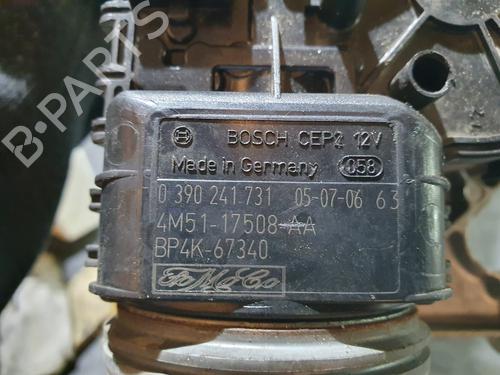 B-PARTS
BOSCH CEP2 12V
Made in Germany 058
0 390 241 731 05-07-06 63
4M51-17508-AA
BP4K-67340
FoMoCo